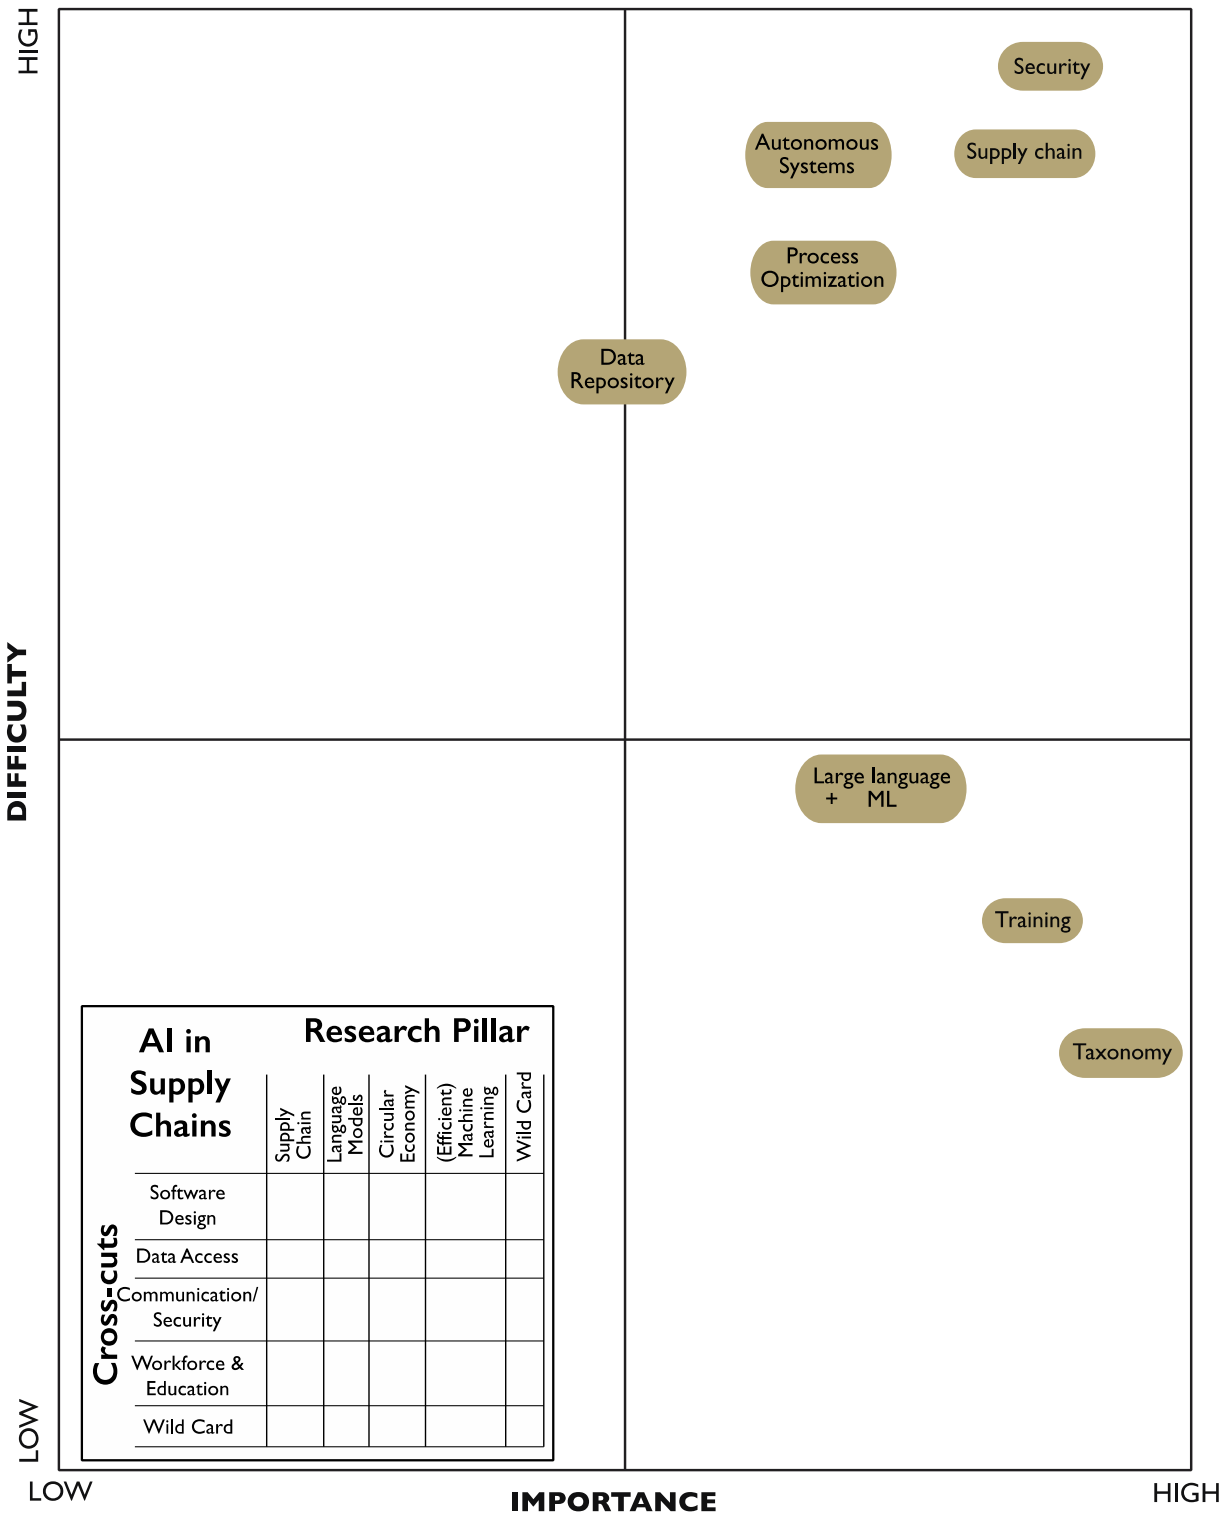 HIGH
Security
Autonomous
Systems
Supply chain
Process
Optimization
Data
Repository
DIFFICULTY
Large language
+ ML
Training
Taxonomy
AI in
Supply
Chains
Research Pillar
Supply
Chain
Language
Models
Circular
Economy
(Efficient)
Machine
Learning
Wild Card
Cross-cuts
Software
Design
Data Access
Communication/
Security
Workforce &
Education
Wild Card
LOW
LOW
IMPORTANCE
HIGH